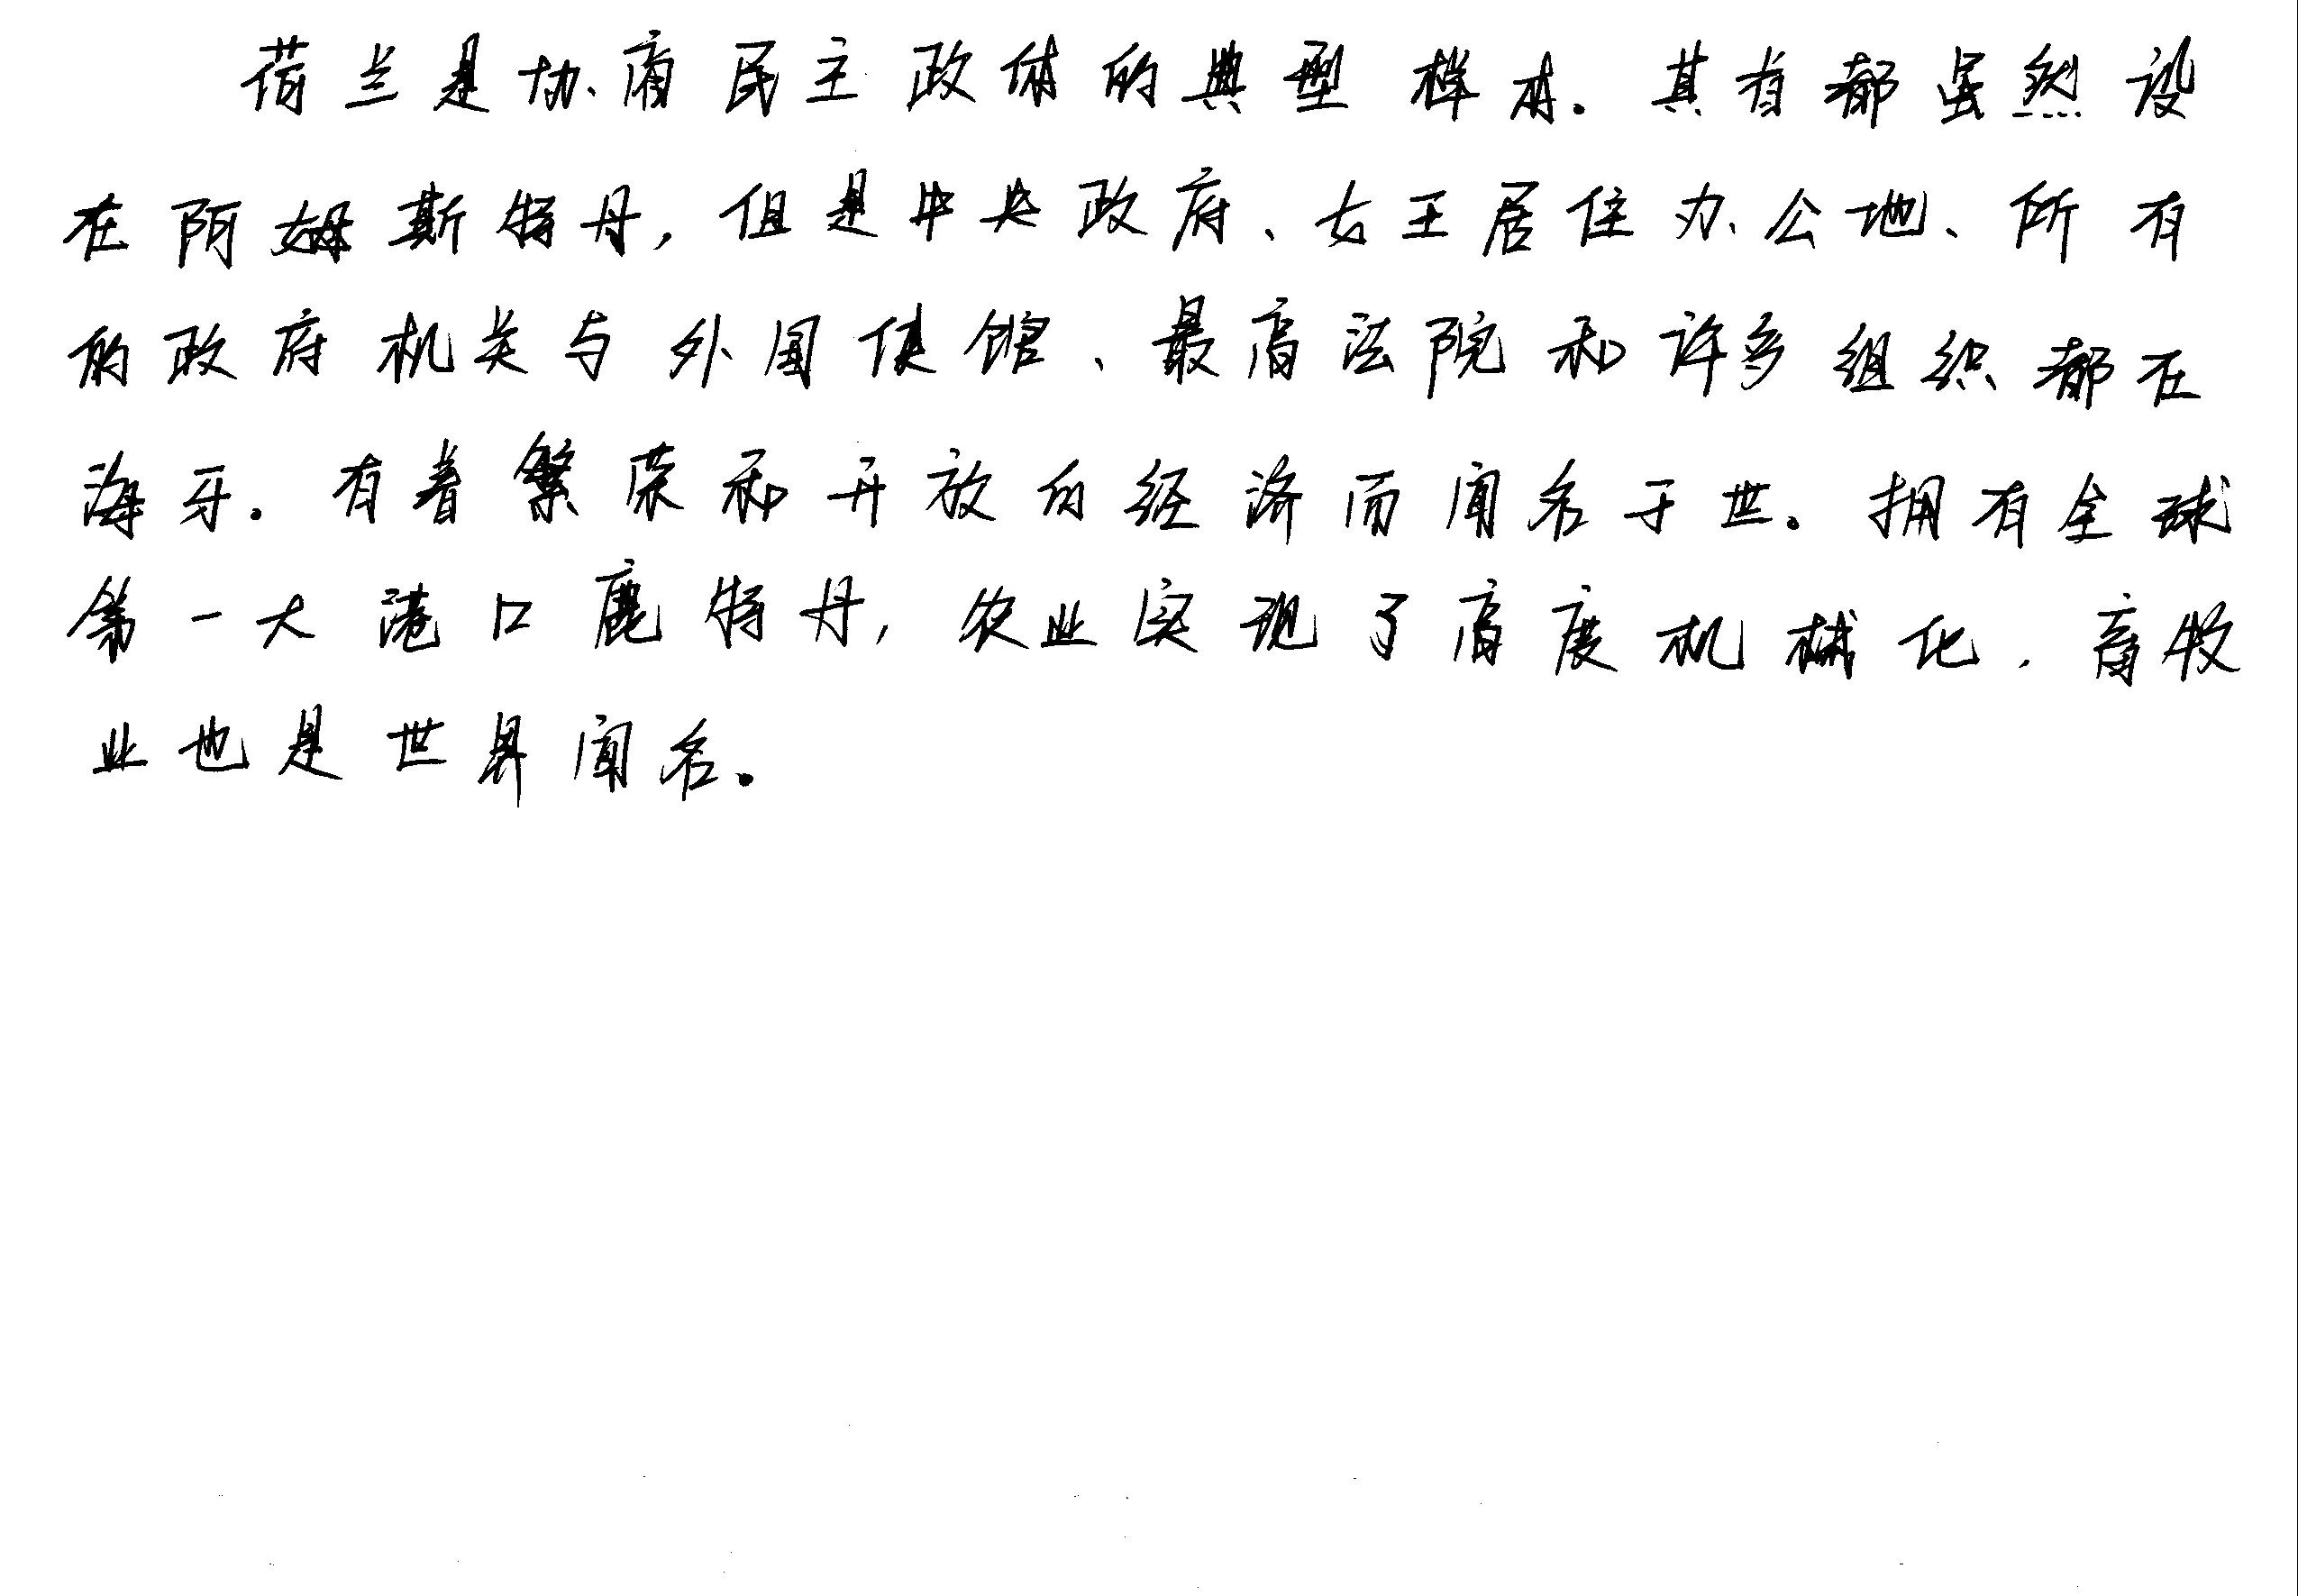 荷兰是协商民主政体的典型样本.其首都虽然设
在阿姆斯特丹,但是中央政府、女王居住办公地、所有
的政府机关与外国使馆、最高法院和许多组织都在
海牙。有着繁荣和开放的经济而闻名于世。拥有全球
第一大港口鹿特丹,农业实现了高度机械化,畜牧
业也是世界闻名。